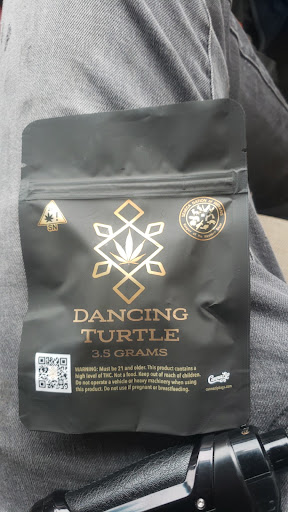 DANCING
TURTLE
3.5 GRAMS
WARNING: Must be 21 and older. This product contains a
high level of THC. Not a food. Keep out of reach of children.
Do not operate a vehicle or heavy machinery when using
this product. Do not use if pregnant or breastfeeding.